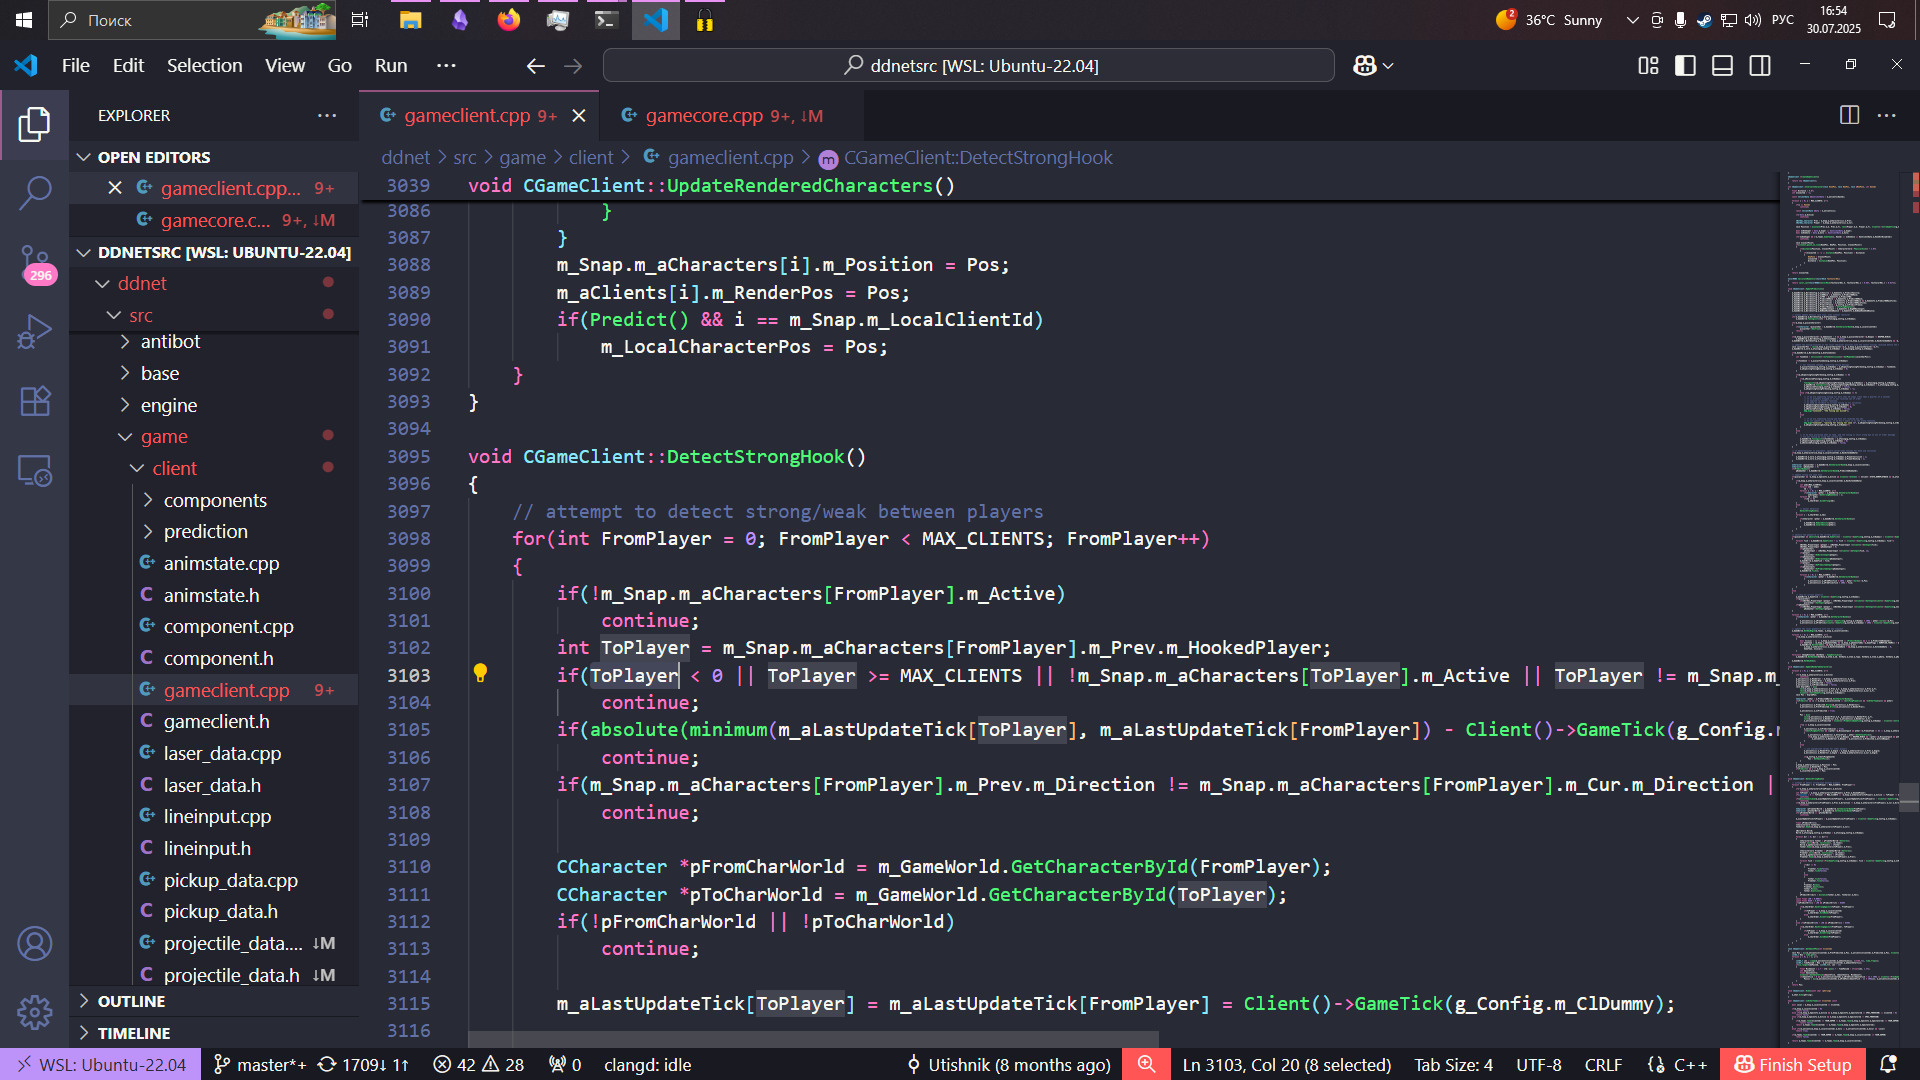 Поиск
2
36°C Sunny
РУС
16:54
30.07.2025
File Edit Selection View Go Run ...
ddnetsrc [WSL: Ubuntu-22.04]
EXPLORER
OPEN EDITORS
gameclient.cpp... 9+
gamecore.c... 9+, ↓M
DDNETSRC [WSL: UBUNTU-22.04]
ddnet
src
antibot
base
engine
game
client
components
prediction
animstate.cpp
animstate.h
component.cpp
component.h
gameclient.cpp 9+
gameclient.h
laser_data.cpp
laser_data.h
lineinput.cpp
lineinput.h
pickup_data.cpp
pickup_data.h
projectile_data.... ↓M
projectile_data.h ↓M
OUTLINE
TIMELINE
296
gameclient.cpp 9+
gamecore.cpp 9+, ↓M
ddnet > src > game > client > gameclient.cpp > CGameClient::DetectStrongHook
3039 void CGameClient::UpdateRenderedCharacters()
3086 }
3087 }
3088 m_Snap.m_aCharacters[i].m_Position = Pos;
3089 m_aClients[i].m_RenderPos = Pos;
3090 if(Predict() && i == m_Snap.m_LocalClientId)
3091 m_LocalCharacterPos = Pos;
3092 }
3093 }
3094
3095 void CGameClient::DetectStrongHook()
3096 {
3097 // attempt to detect strong/weak between players
3098 for(int FromPlayer = 0; FromPlayer < MAX_CLIENTS; FromPlayer++)
3099 {
3100 if(!m_Snap.m_aCharacters[FromPlayer].m_Active)
3101 continue;
3102 int ToPlayer = m_Snap.m_aCharacters[FromPlayer].m_Prev.m_HookedPlayer;
3103 if(ToPlayer < 0 || ToPlayer >= MAX_CLIENTS || !m_Snap.m_aCharacters[ToPlayer].m_Active || ToPlayer != m_Snap.m_
3104 continue;
3105 if(absolute(minimum(m_aLastUpdateTick[ToPlayer], m_aLastUpdateTick[FromPlayer]) - Client()->GameTick(g_Config.m
3106 continue;
3107 if(m_Snap.m_aCharacters[FromPlayer].m_Prev.m_Direction != m_Snap.m_aCharacters[FromPlayer].m_Cur.m_Direction |
3108 continue;
3109
3110 CCharacter *pFromCharWorld = m_GameWorld.GetCharacterById(FromPlayer);
3111 CCharacter *pToCharWorld = m_GameWorld.GetCharacterById(ToPlayer);
3112 if(!pFromCharWorld || !pToCharWorld)
3113 continue;
3114
3115 m_aLastUpdateTick[ToPlayer] = m_aLastUpdateTick[FromPlayer] = Client()->GameTick(g_Config.m_ClDummy);
3116
WSL: Ubuntu-22.04 master*+ 1709↓ 1↑ 42 28 0 clangd: idle Utishnik (8 months ago) Ln 3103, Col 20 (8 selected) Tab Size: 4 UTF-8 CRLF {} C++ Finish Setup